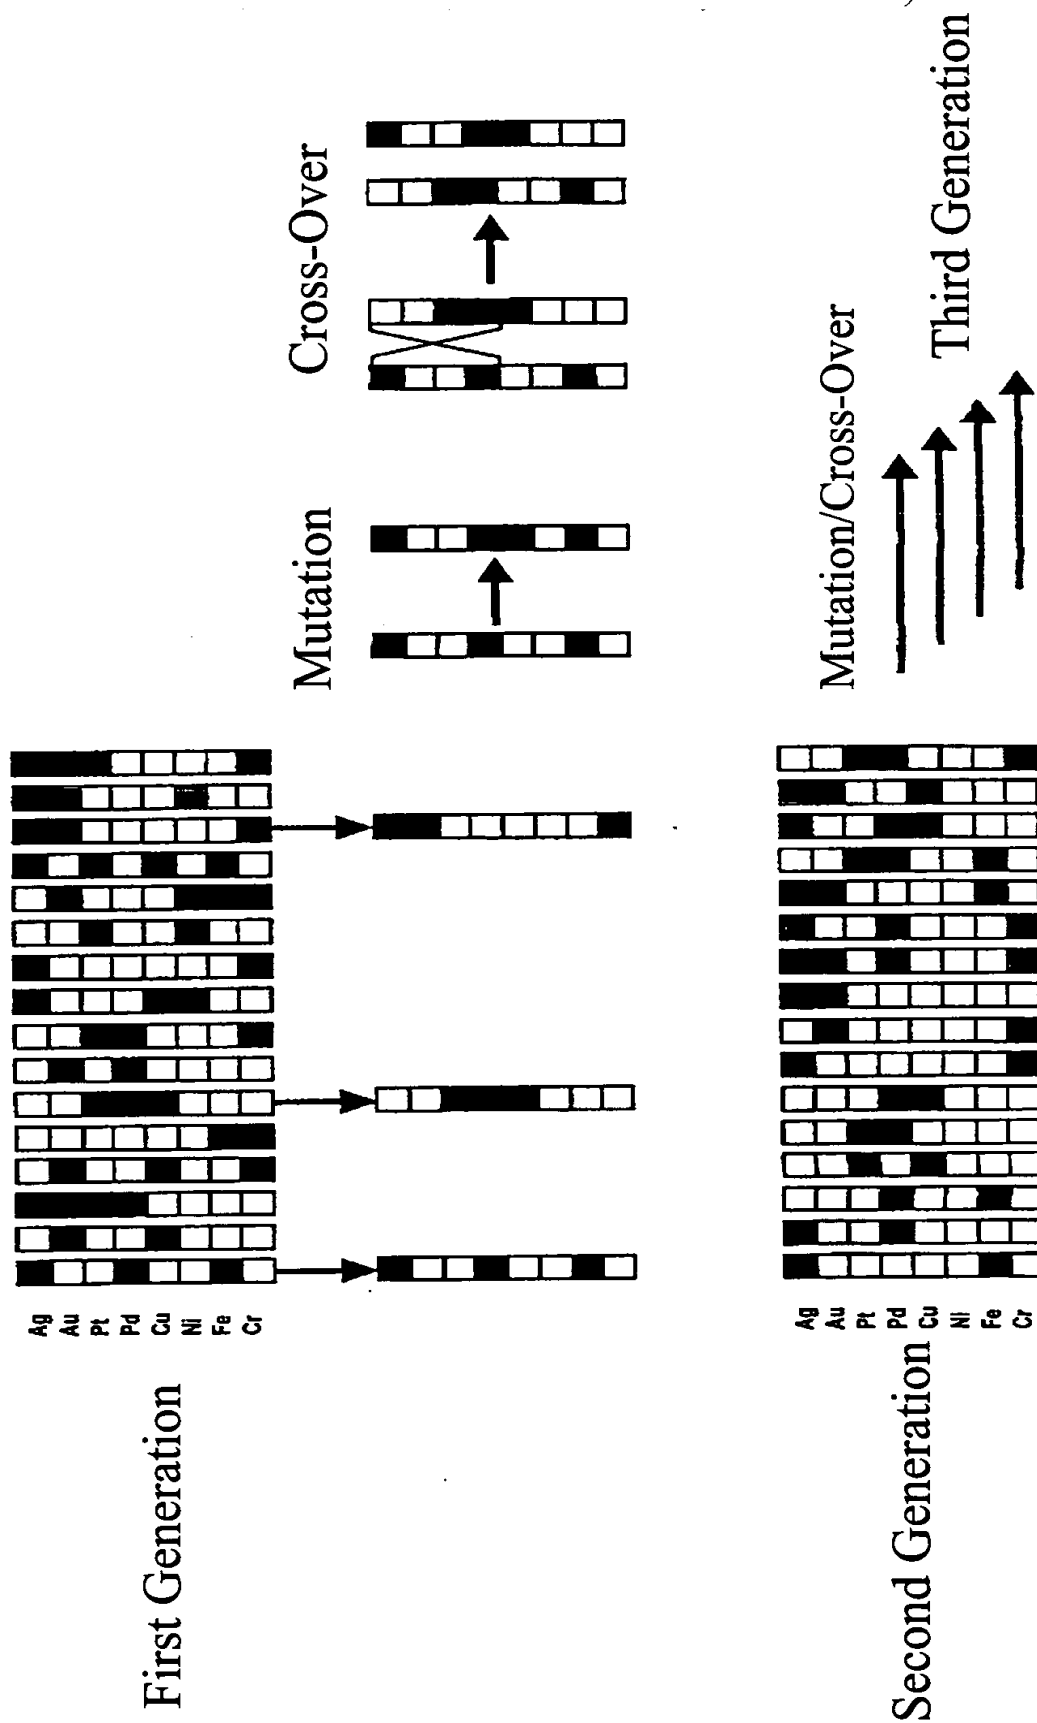 First Generation
Ag
Au
Pt
Pd
Cu
Ni
Fe
Cr
Mutation
Cross-Over
Second Generation
Ag
Au
Pt
Pd
Cu
Ni
Fe
Cr
Mutation/Cross-Over
Third Generation